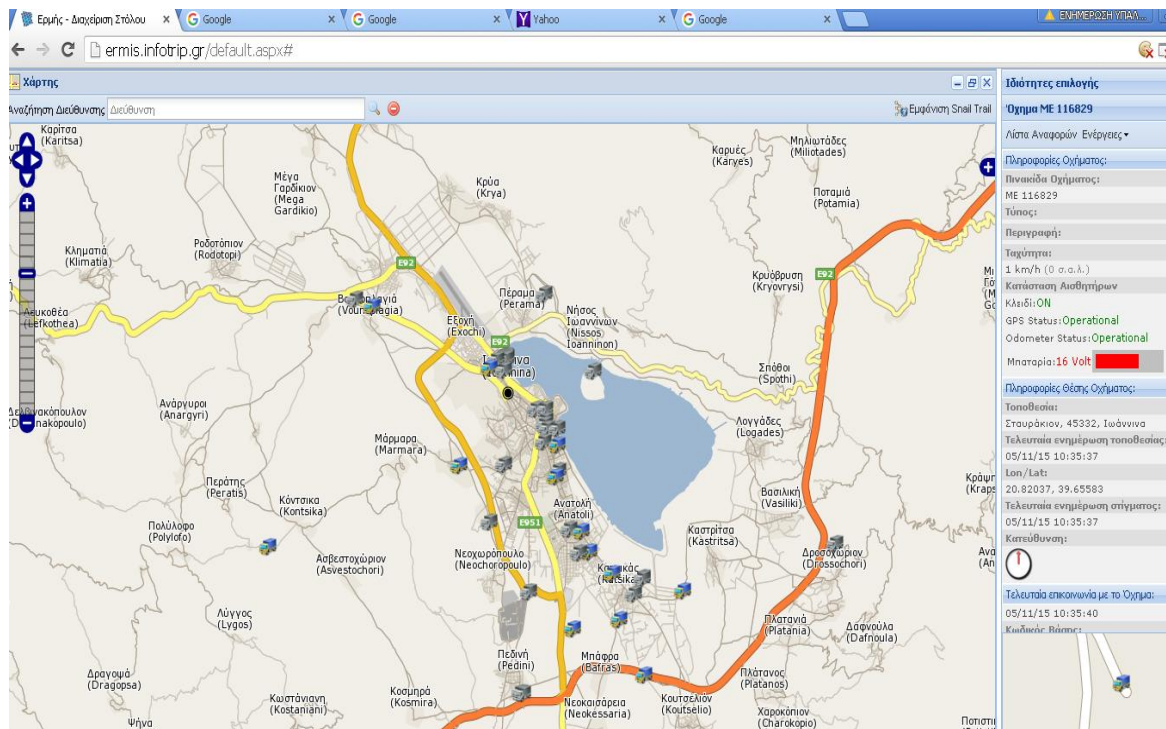 Ερμής - Διαχείριση Στόλου
Google
Google
Yahoo
Google
ΕΝΗΜΕΡΩΣΗ ΥΠΑΛ...
ermis.infotrip.gr/default.aspx#
Χάρτης
Αναζήτηση Διεύθυνσης Διεύθυνση
Εμφάνιση Snail Trail
Καρίτσα
(Karitsa)
Μέγα
Γαρδίκιον
(Mega
Gardikio)
Κρύα
(Krya)
Καρυές
(Karyes)
Μηλιωτάδες
(Miliotades)
Ποταμιά
(Potamia)
Κληματιά
(Klimatia)
Ροδοτόπιον
(Rodotopi)
E92
Κρυόβρυση
(Kryovrysi)
E92
Λευκοθέα
(Lefkothea)
Πέραμα
(Perama)
Νήσος
Ιωαννίνων
(Nissos
Ioanninon)
Εξοχή
(Exochi)
E92
Σπόθοι
(Spothi)
Ανάργυροι
(Anargyri)
Μάρμαρα
(Marmara)
Λογγάδες
(Logades)
Περάτης
(Peratis)
Κόντσικα
(Kontsika)
Βασιλική
(Vasiliki)
Ανατολή
(Anatoli)
E951
Πολύλοφο
(Polylofo)
Ασβεστοχώριον
(Asvestochori)
Νεοχωρόπουλο
(Neochoropoulo)
Καστρίτσα
(Kastritsa)
Δροσοχώριον
(Drossochori)
(Katsika)
Λύγγος
(Lygos)
Πλατανιά
(Platania)
Δαφνούλα
(Dafnoula)
Πεδινή
(Pedini)
Μπάφρα
(Bafras)
Δραγοψά
(Dragopsa)
Κωστάνιανη
(Kostaniani)
Κοσμηρά
(Kosmira)
Νεοκαισάρεια
(Neokessaria)
Κουτσελιόν
(Koutselio)
Πλάτανος
(Platanos)
Χαροκόπιον
(Charokopio)
Ψήνα
Ιδιότητες επιλογής
Όχημα ΜΕ 116829
Λίστα Αναφορών Ενέργειες
Πληροφορίες Οχήματος:
Πινακίδα Οχήματος:
ΜΕ 116829
Τύπος:
Περιγραφή:
Ταχύτητα:
1 km/h (0 σ.α.λ.)
Κατάσταση Αισθητήρων
Κλειδί:ON
GPS Status:Operational
Odometer Status:Operational
Μπαταρία:16 Volt
Πληροφορίες Θέσης Οχήματος:
Τοποθεσία:
Σταυράκιον, 45332, Ιωάννινα
Τελευταία ενημέρωση τοποθεσίας:
05/11/15 10:35:37
Lon/Lat:
20.82037, 39.65583
Τελευταία ενημέρωση στίγματος:
05/11/15 10:35:37
Κατεύθυνση:
Τελευταία επικοινωνία με το Όχημα:
05/11/15 10:35:40
Κωδικός Βάσης: